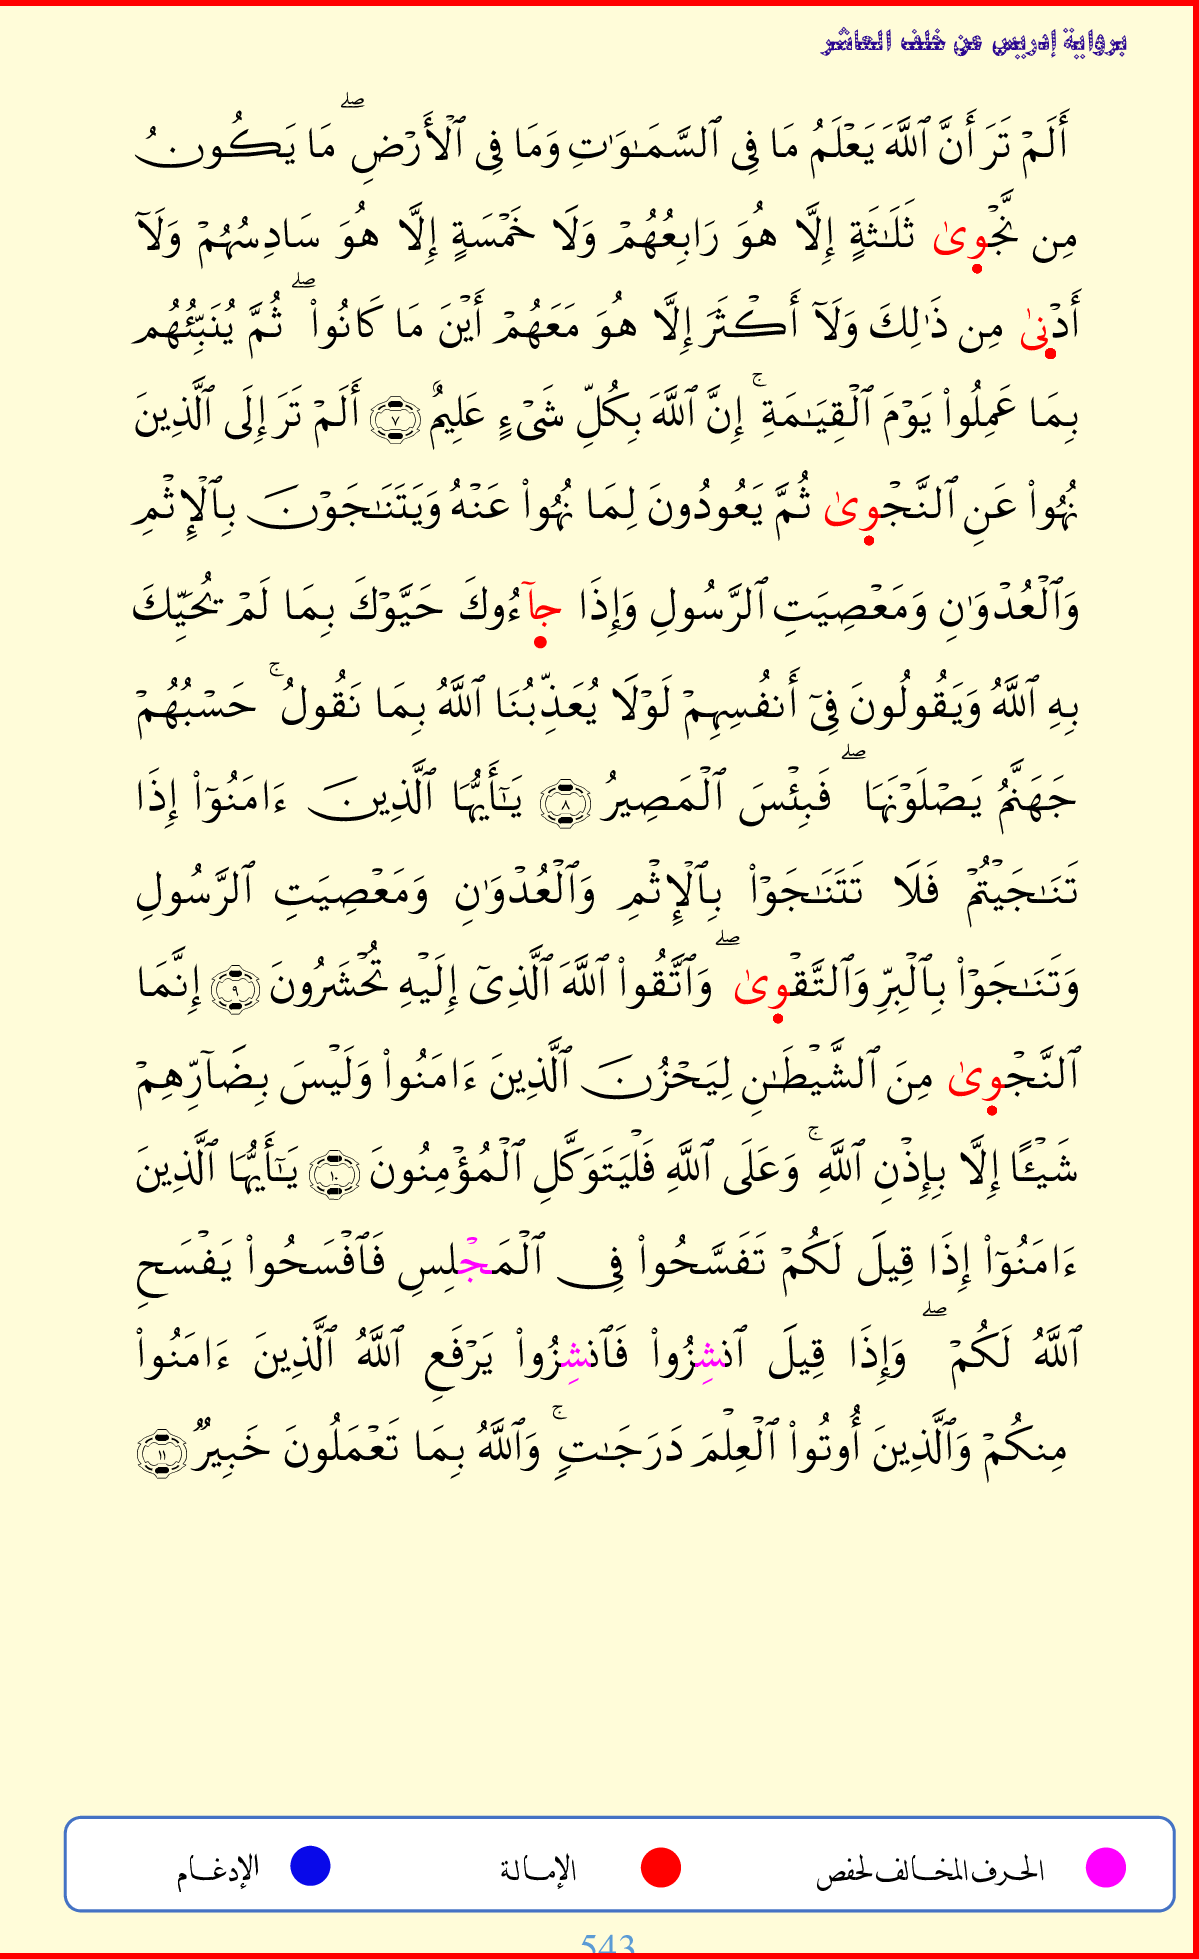 برواية إدريس عن خلف العاشر
أَلَمْ تَرَ أَنَّ ٱللَّهَ يَعْلَمُ مَا فِى ٱلسَّمَـٰوَٰتِ وَمَا فِى ٱلْأَرْضِ ۖ مَا يَكُونُ
مِن نَّجْوِىٰ ثَلَـٰثَةٍ إِلَّا هُوَ رَابِعُهُمْ وَلَا خَمْسَةٍ إِلَّا هُوَ سَادِسُهُمْ وَلَآ
أَدْنِىٰ مِن ذَٰلِكَ وَلَآ أَكْثَرَ إِلَّا هُوَ مَعَهُمْ أَيْنَ مَا كَانُوا۟ ۖ ثُمَّ يُنَبِّئُهُم
بِمَا عَمِلُوا۟ يَوْمَ ٱلْقِيَـٰمَةِ ۚ إِنَّ ٱللَّهَ بِكُلِّ شَىْءٍ عَلِيمٌ ٧ أَلَمْ تَرَ إِلَى ٱلَّذِينَ
نُهُوا۟ عَنِ ٱلنَّجْوِىٰ ثُمَّ يَعُودُونَ لِمَا نُهُوا۟ عَنْهُ وَيَتَنَـٰجَوْنَ بِٱلْإِثْمِ
وَٱلْعُدْوَٰنِ وَمَعْصِيَتِ ٱلرَّسُولِ وَإِذَا جِآءُوكَ حَيَّوْكَ بِمَا لَمْ يُحَيِّكَ
بِهِ ٱللَّهُ وَيَقُولُونَ فِىٓ أَنفُسِهِمْ لَوْلَا يُعَذِّبُنَا ٱللَّهُ بِمَا نَقُولُ ۚ حَسْبُهُمْ
جَهَنَّمُ يَصْلَوْنَهَا ۖ فَبِئْسَ ٱلْمَصِيرُ ٨ يَـٰٓأَيُّهَا ٱلَّذِينَ ءَامَنُوٓا۟ إِذَا
تَنَـٰجَيْتُمْ فَلَا تَتَنَـٰجَوْا۟ بِٱلْإِثْمِ وَٱلْعُدْوَٰنِ وَمَعْصِيَتِ ٱلرَّسُولِ
وَتَنَـٰجَوْا۟ بِٱلْبِرِّ وَٱلتَّقْوِىٰ ۖ وَٱتَّقُوا۟ ٱللَّهَ ٱلَّذِىٓ إِلَيْهِ تُحْشَرُونَ ٩ إِنَّمَا
ٱلنَّجْوِىٰ مِنَ ٱلشَّيْطَـٰنِ لِيَحْزُنَ ٱلَّذِينَ ءَامَنُوا۟ وَلَيْسَ بِضَآرِّهِمْ
شَيْـًٔا إِلَّا بِإِذْنِ ٱللَّهِ ۚ وَعَلَى ٱللَّهِ فَلْيَتَوَكَّلِ ٱلْمُؤْمِنُونَ ١٠ يَـٰٓأَيُّهَا ٱلَّذِينَ
ءَامَنُوٓا۟ إِذَا قِيلَ لَكُمْ تَفَسَّحُوا۟ فِى ٱلْمَجْلِسِ فَٱفْسَحُوا۟ يَفْسَحِ
ٱللَّهُ لَكُمْ ۖ وَإِذَا قِيلَ ٱنشِزُوا۟ فَٱنشِزُوا۟ يَرْفَعِ ٱللَّهُ ٱلَّذِينَ ءَامَنُوا۟
مِنكُمْ وَٱلَّذِينَ أُوتُوا۟ ٱلْعِلْمَ دَرَجَـٰتٍ ۚ وَٱللَّهُ بِمَا تَعْمَلُونَ خَبِيرٌ ١١
الحرف المخالف لحفص الإمالة الإدغام
543